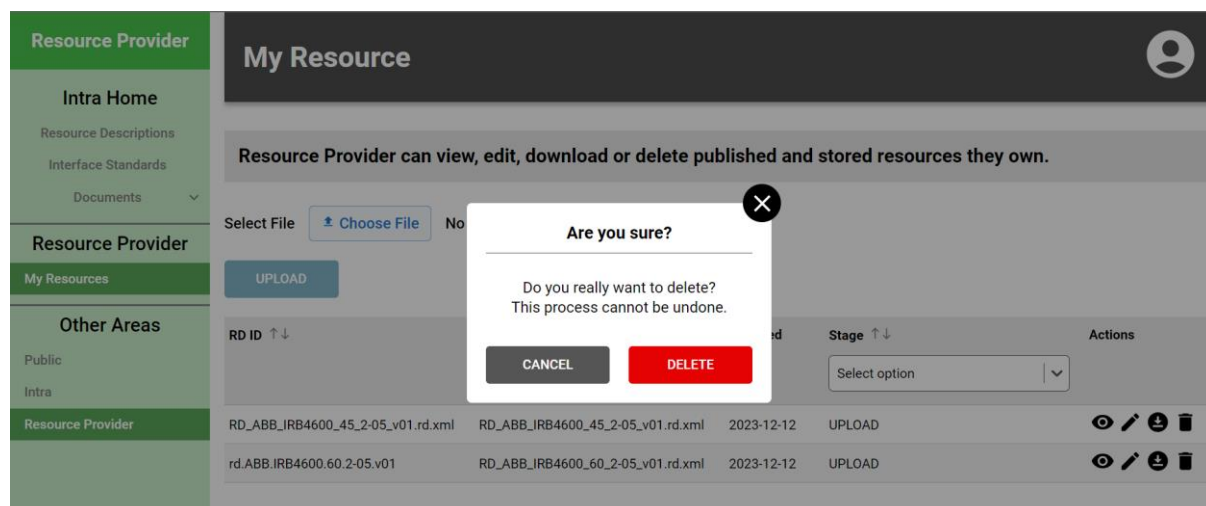 Resource Provider
My Resource
Intra Home
Resource Descriptions
Interface Standards
Documents
Resource Provider
My Resources
Other Areas
Public
Intra
Resource Provider
Resource Provider can view, edit, download or delete published and stored resources they own.
Select File Choose File No
UPLOAD
Are you sure?
Do you really want to delete?
This process cannot be undone.
CANCEL DELETE
RD ID Stage Actions
Select option
RD_ABB_IRB4600_45_2-05_v01.rd.xml RD_ABB_IRB4600_45_2-05_v01.rd.xml 2023-12-12 UPLOAD
rd.ABB.IRB4600.60.2-05.v01 RD_ABB_IRB4600_60_2-05_v01.rd.xml 2023-12-12 UPLOAD